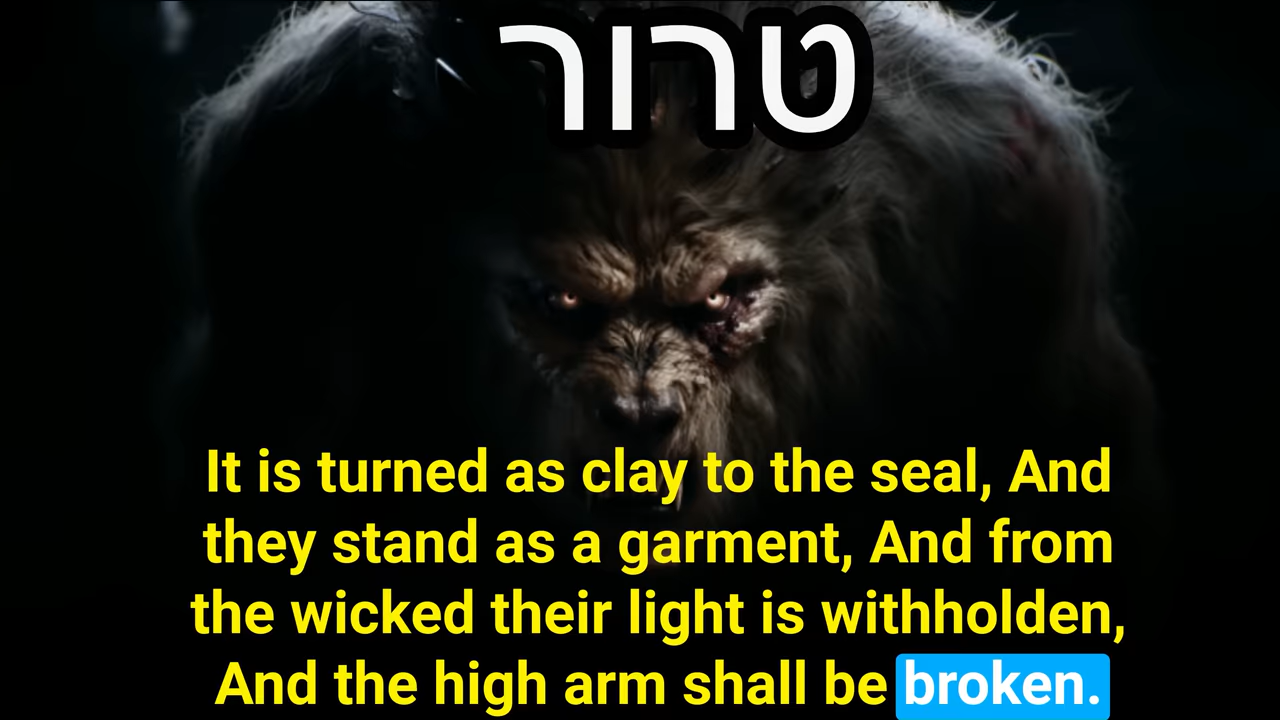 טרור
It is turned as clay to the seal, And
they stand as a garment, And from
the wicked their light is withholden,
And the high arm shall be broken.